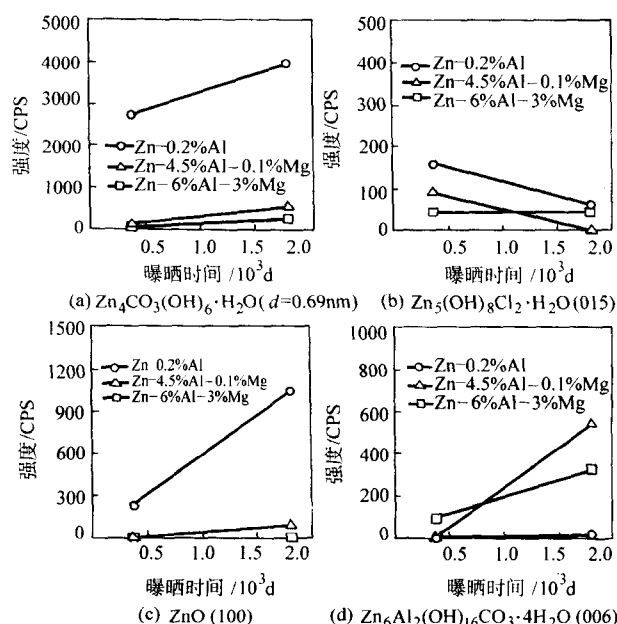 强度/CPS
5000
4000
3000
2000
1000
0
Zn-0.2%Al
Zn-4.5%Al-0.1%Mg
Zn-6%Al-3%Mg
0.5 1.0 1.5 2.0
曝晒时间 /10³d
(a) Zn₄CO₃(OH)₆·H₂O(d=0.69nm)
强度/CPS
500
400
300
200
100
0
Zn-0.2%Al
Zn-4.5%Al-0.1%Mg
Zn-6%Al-3%Mg
0.5 1.0 1.5 2.0
曝晒时间 /10³d
(b) Zn₅(OH)₈Cl₂·H₂O(015)
强度/CPS
1500
1200
1100
900
600
300
0
Zn-0.2%Al
Zn-4.5%Al-0.1%Mg
Zn-6%Al-3%Mg
0.5 1.0 1.5 2.0
曝晒时间 /10³d
(c) ZnO (100)
强度/CPS
1000
800
600
400
200
0
Zn-0.2%Al
Zn-4.5%Al-0.1%Mg
Zn-6%Al-3%Mg
0.5 1.0 1.5 2.0
曝晒时间 /10³d
(d) Zn₆Al₂(OH)₁₆CO₃·4H₂O (006)